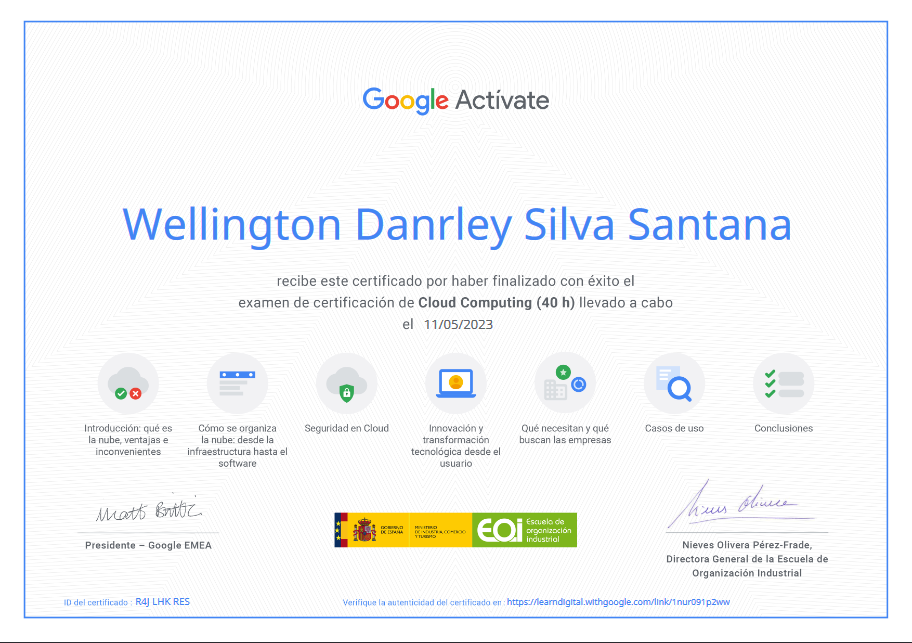 Google Actívate
Wellington Danrley Silva Santana
recibe este certificado por haber finalizado con éxito el
examen de certificación de Cloud Computing (40 h) llevado a cabo
el 11/05/2023
Introducción: qué es
la nube, ventajas e
inconvenientes
Cómo se organiza
la nube: desde la
infraestructura hasta el
software
Seguridad en Cloud
Innovación y
transformación
tecnológica desde el
usuario
Qué necesitan y qué
buscan las empresas
Casos de uso
Conclusiones
Presidente – Google EMEA
GOBIERNO
DE ESPAÑA
MINISTERIO
DE INDUSTRIA, COMERCIO
Y TURISMO
EOI
Escuela de
organización
industrial
Nieves Olivera Pérez-Frade,
Directora General de la Escuela de
Organización Industrial
ID del certificado : R4J LHK RES
Verifique la autenticidad del certificado en : https://learndigital.withgoogle.com/link/1nur091p2ww